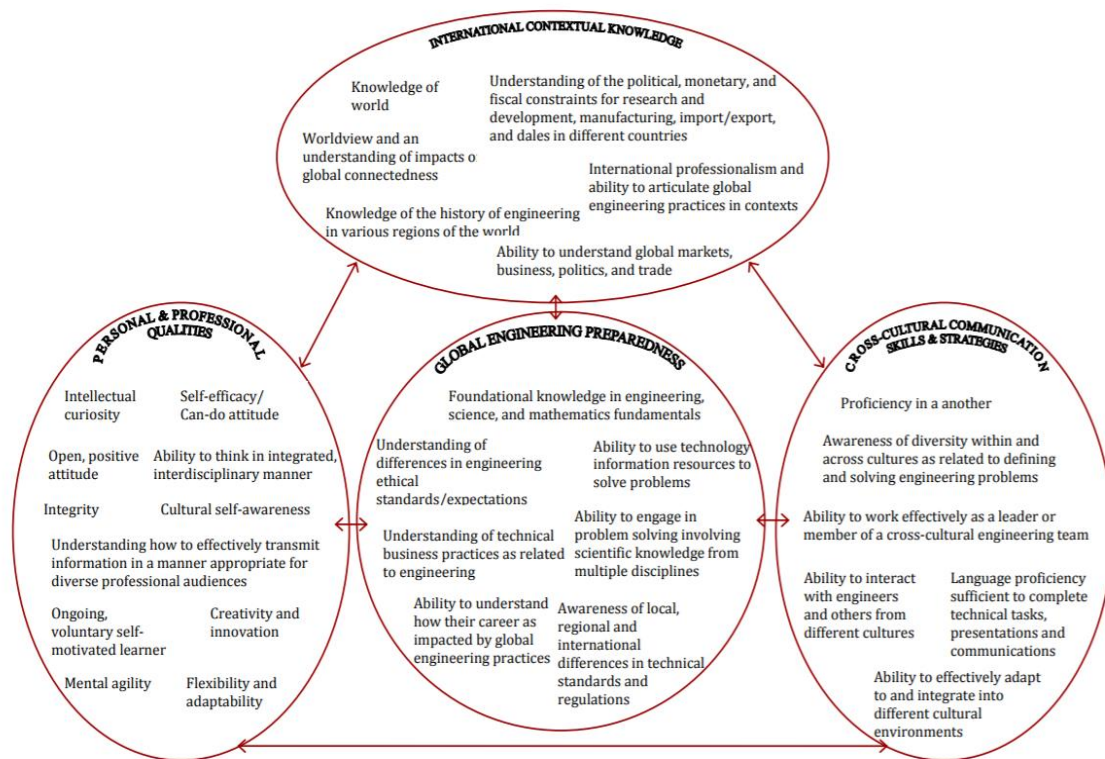 INTERNATIONAL CONTEXTUAL KNOWLEDGE
Knowledge of
world
Understanding of the political, monetary, and
fiscal constraints for research and
development, manufacturing, import/export,
and dales in different countries
Worldview and an
understanding of impacts o
global connectedness
International professionalism and
ability to articulate global
engineering practices in contexts
Knowledge of the history of engineering
in various regions of the world
Ability to understand global markets,
business, politics, and trade
PERSONAL & PROFESSIONAL
QUALITIES
Intellectual
curiosity
Self-efficacy/
Can-do attitude
Open, positive
attitude
Ability to think in integrated,
interdisciplinary manner
Integrity
Cultural self-awareness
Understanding how to effectively transmit
information in a manner appropriate for
diverse professional audiences
Ongoing,
voluntary self-
motivated learner
Creativity and
innovation
Mental agility
Flexibility and
adaptability
GLOBAL ENGINEERING PREPAREDNESS
Foundational knowledge in engineering,
science, and mathematics fundamentals
Understanding of
differences in engineering
ethical
standards/expectations
Ability to use technology
information resources to
solve problems
Understanding of technical
business practices as related
to engineering
Ability to engage in
problem solving involving
scientific knowledge from
multiple disciplines
Ability to understand
how their career as
impacted by global
engineering practices
Awareness of local,
regional and
international
differences in technical
standards and
regulations
CROSS-CULTURAL COMMUNICATION
SKILLS & STRATEGIES
Proficiency in a another
Awareness of diversity within and
across cultures as related to defining
and solving engineering problems
Ability to work effectively as a leader or
member of a cross-cultural engineering team
Ability to interact
with engineers
and others from
different cultures
Language proficiency
sufficient to complete
technical tasks,
presentations and
communications
Ability to effectively adapt
to and integrate into
different cultural
environments